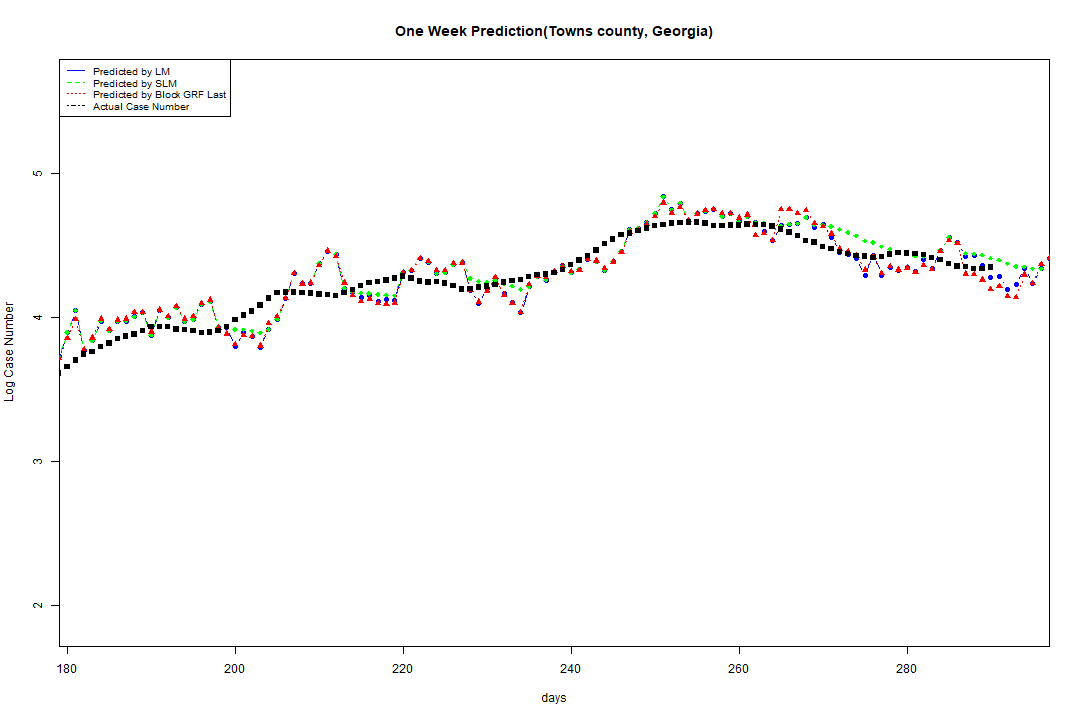 One Week Prediction(Towns county, Georgia)
Predicted by LM
Predicted by SLM
Predicted by Block GRF Last
Actual Case Number
5
4
3
2
Log Case Number
180 200 220 240 260 280
days